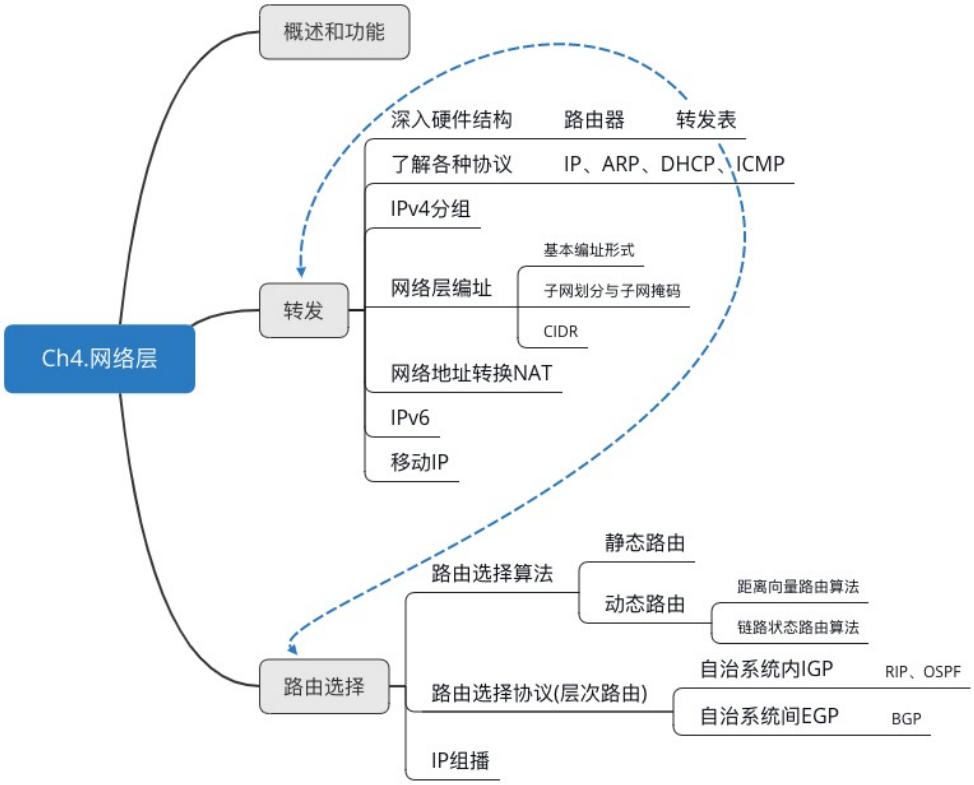 概述和功能
深入硬件结构 路由器 转发表
了解各种协议 IP、ARP、DHCP、ICMP
IPv4分组
基本编址形式
网络层编址
子网划分与子网掩码
转发
CIDR
Ch4.网络层
网络地址转换NAT
IPv6
移动IP
静态路由
路由选择算法
距离向量路由算法
动态路由
链路状态路由算法
自治系统内IGP RIP、OSPF
路由选择
路由选择协议(层次路由)
自治系统间EGP BGP
IP组播